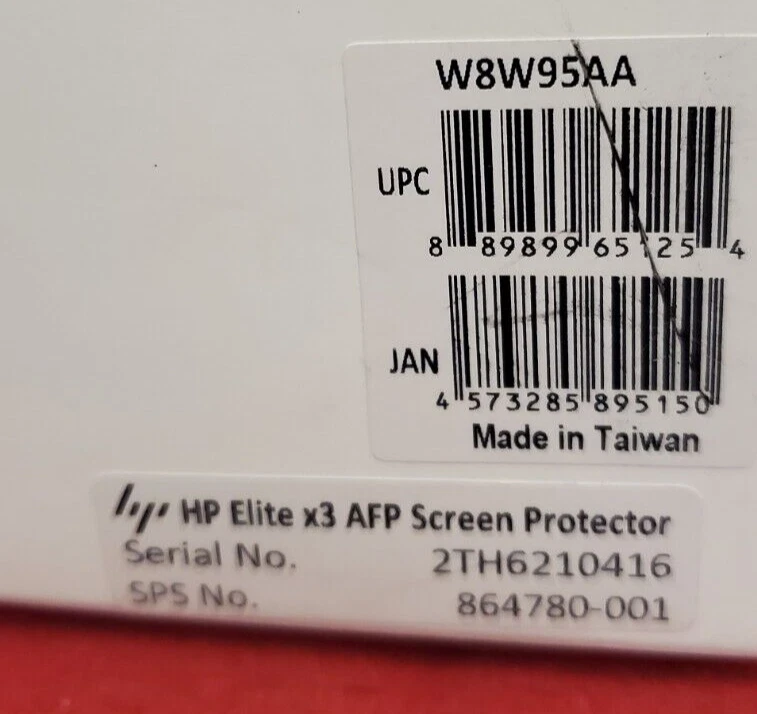 W8W95AA
UPC
8 89899 65125 4
JAN
4 573285 895150
Made in Taiwan
hp HP Elite x3 AFP Screen Protector
Serial No. 2TH6210416
SPS No. 864780-001